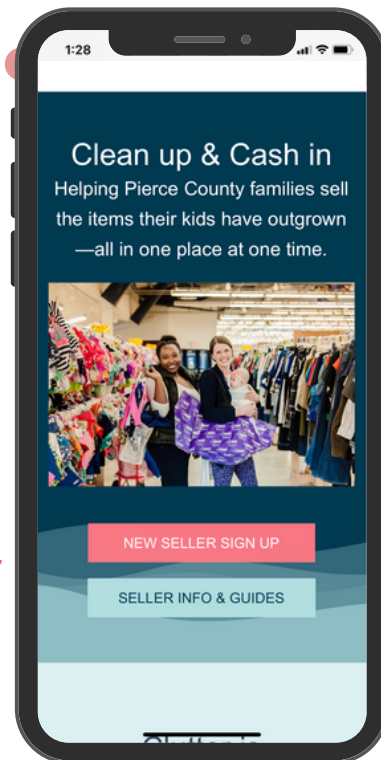 1:28
Clean up & Cash in
Helping Pierce County families sell
the items their kids have outgrown
—all in one place at one time.
NEW SELLER SIGN UP
SELLER INFO & GUIDES